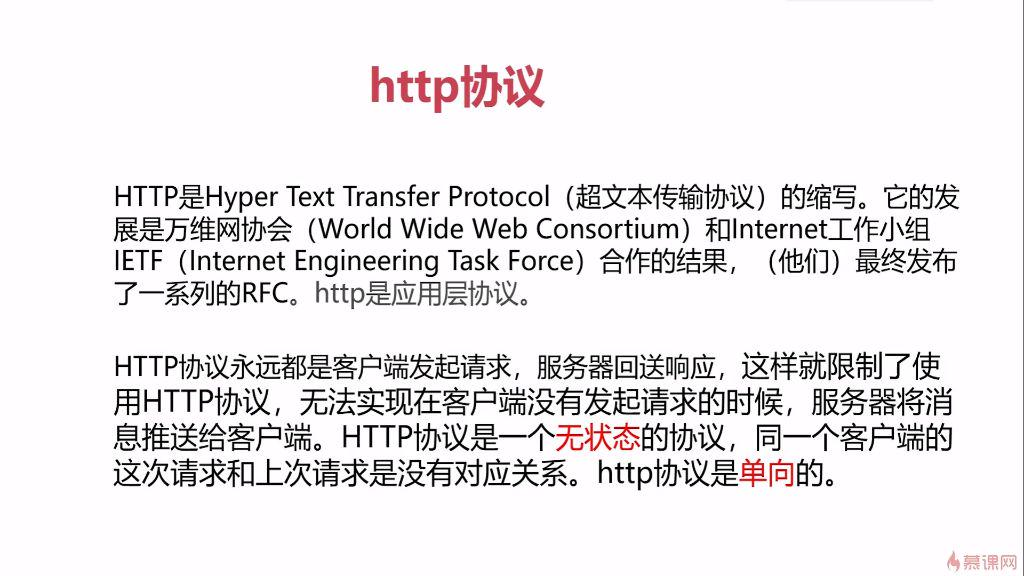 http协议
HTTP是Hyper Text Transfer Protocol（超文本传输协议）的缩写。它的发
展是万维网协会（World Wide Web Consortium）和Internet工作小组
IETF（Internet Engineering Task Force）合作的结果，（他们）最终发布
了一系列的RFC。http是应用层协议。
HTTP协议永远都是客户端发起请求，服务器回送响应，这样就限制了使
用HTTP协议，无法实现在客户端没有发起请求的时候，服务器将消
息推送给客户端。HTTP协议是一个无状态的协议，同一个客户端的
这次请求和上次请求是没有对应关系。http协议是单向的。
慕课网